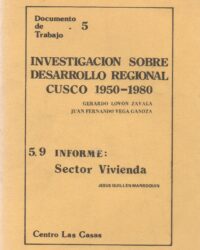 Documento
de . 5
Trabajo
INVESTIGACION SOBRE
DESARROLLO REGIONAL
CUSCO 1950-1980
GERARDO LOVON ZAVALA
JUAN FERNANDO VEGA GANOZA
5.9 INFORME:
Sector Vivienda
JESUS GUILLEN MARROQUIN
Centro Las Casas